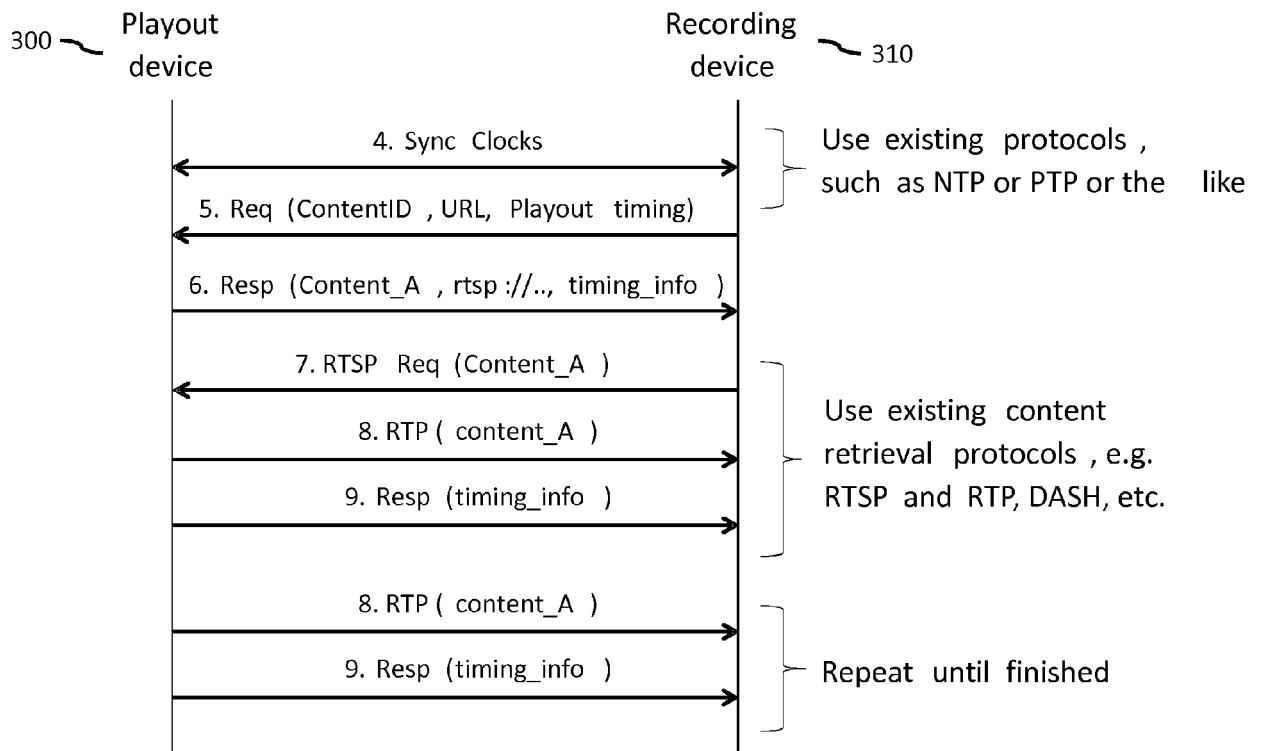 300
Playout
device
Recording
device
310
4. Sync Clocks
Use existing protocols ,
such as NTP or PTP or the like
5. Req (ContentID , URL, Playout timing)
6. Resp (Content_A , rtsp ://.., timing_info )
7. RTSP Req (Content_A )
8. RTP ( content_A )
9. Resp (timing_info )
Use existing content
retrieval protocols , e.g.
RTSP and RTP, DASH, etc.
8. RTP ( content_A )
9. Resp (timing_info )
Repeat until finished